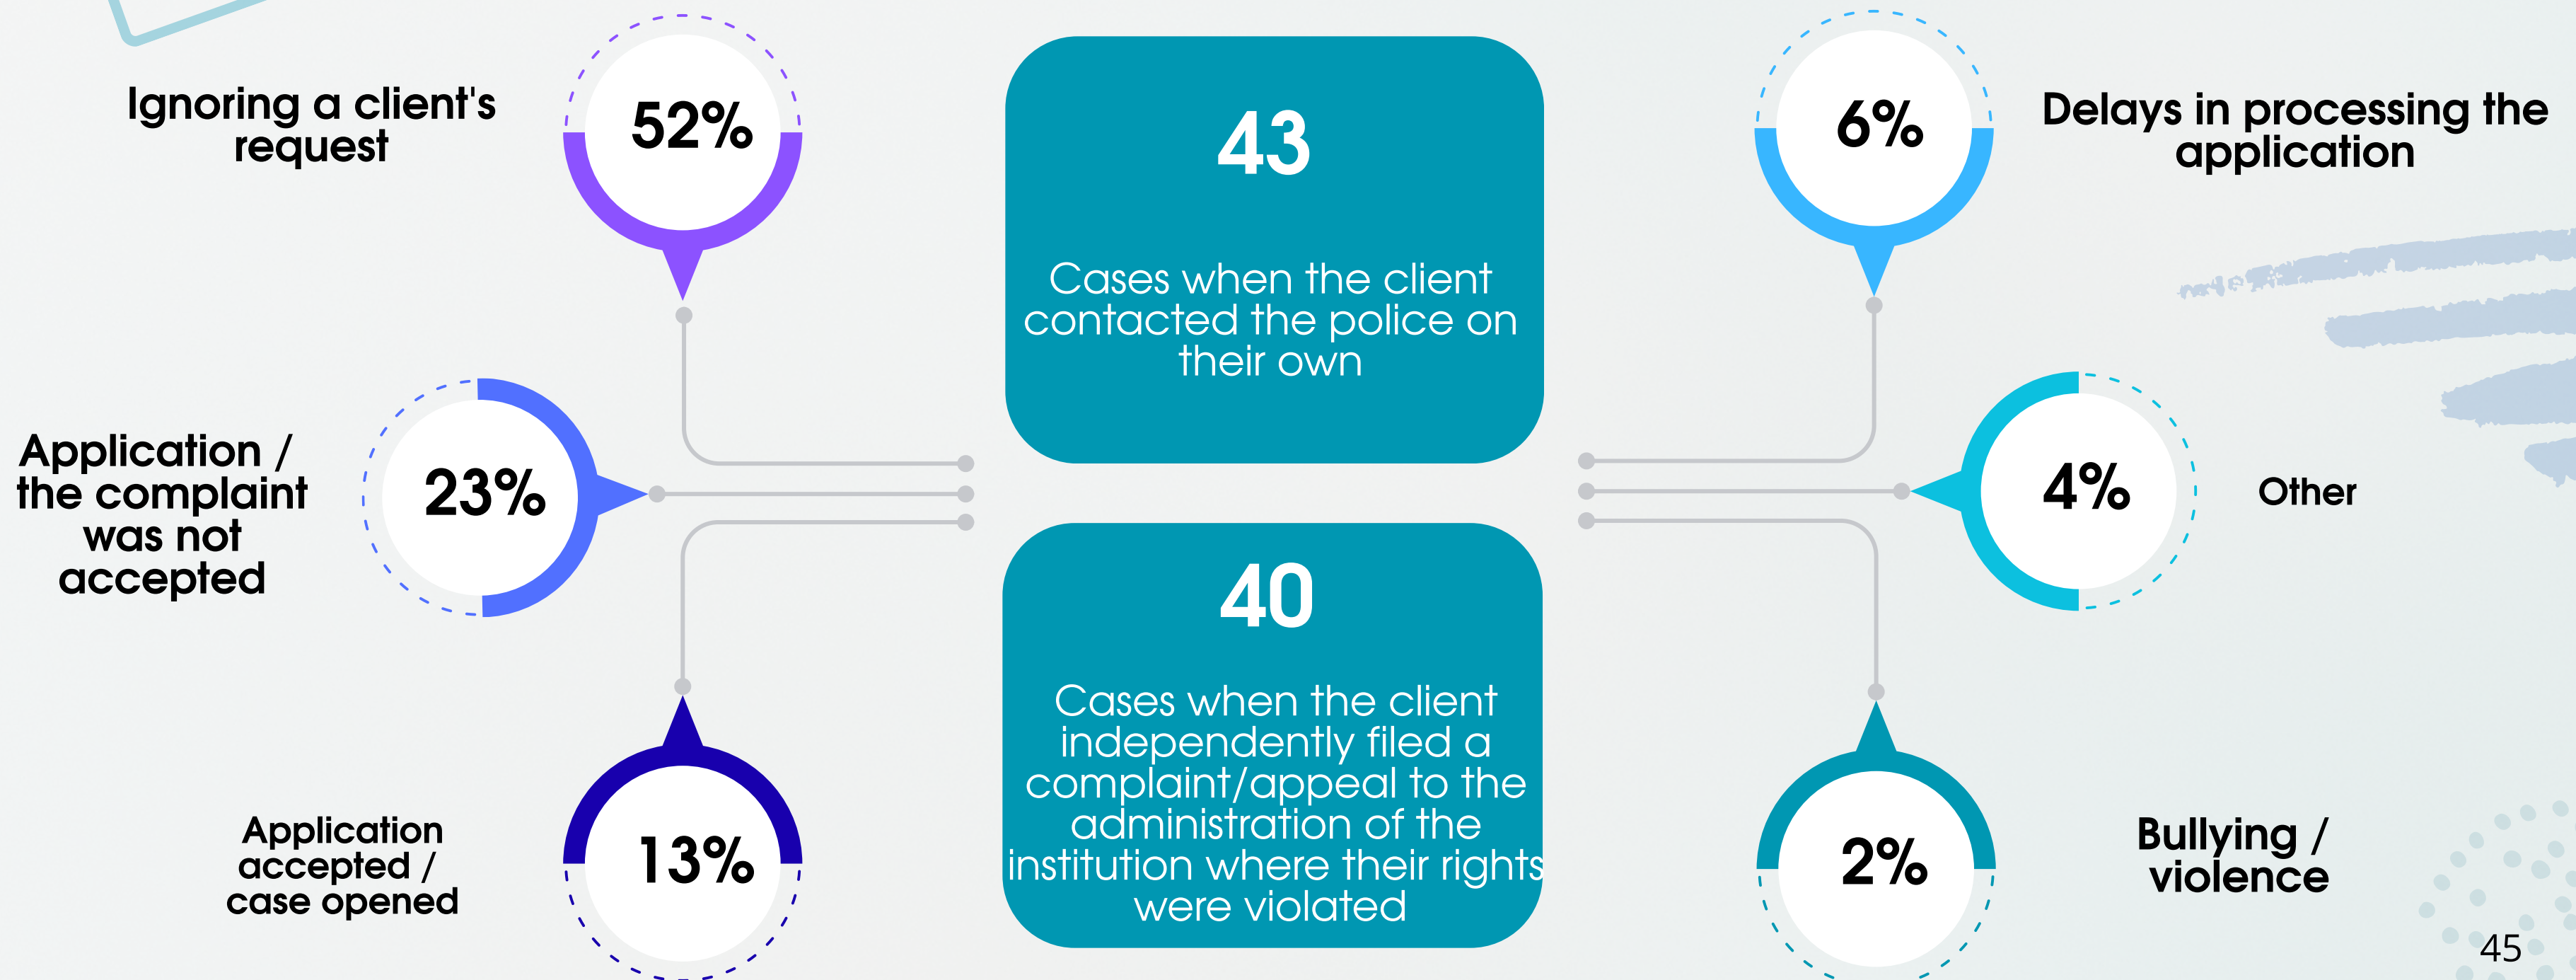 Ignoring a client's
request
52%
Application /
the complaint
was not
accepted
23%
Application
accepted /
case opened
13%
43
Cases when the client
contacted the police on
their own
40
Cases when the client
independently filed a
complaint/appeal to the
administration of the
institution where their rights
were violated
6%
Delays in processing the
application
4%
Other
2%
Bullying /
violence
45